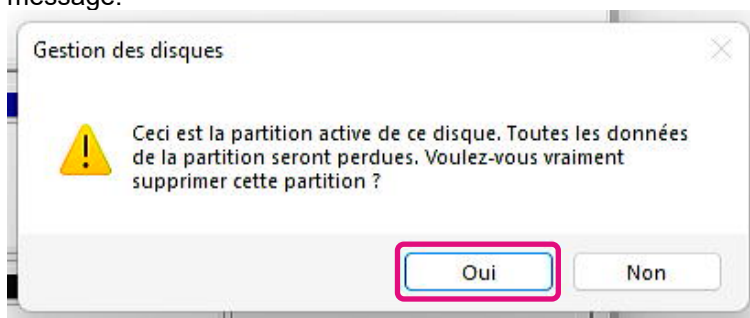 message.
Gestion des disques
Ceci est la partition active de ce disque. Toutes les données
de la partition seront perdues. Voulez-vous vraiment
supprimer cette partition ?
Oui Non